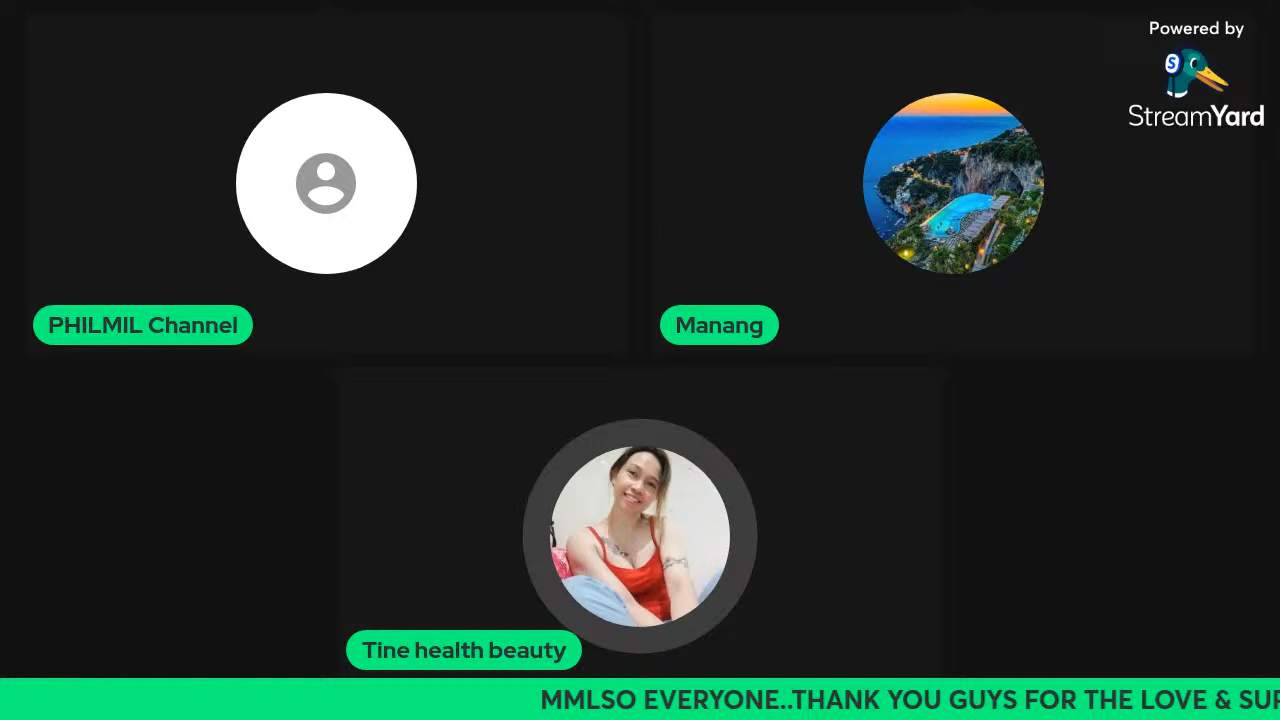 Powered by
S
StreamYard
PHILMIL Channel
Manang
Tine health beauty
MMLSO EVERYONE..THANK YOU GUYS FOR THE LOVE &